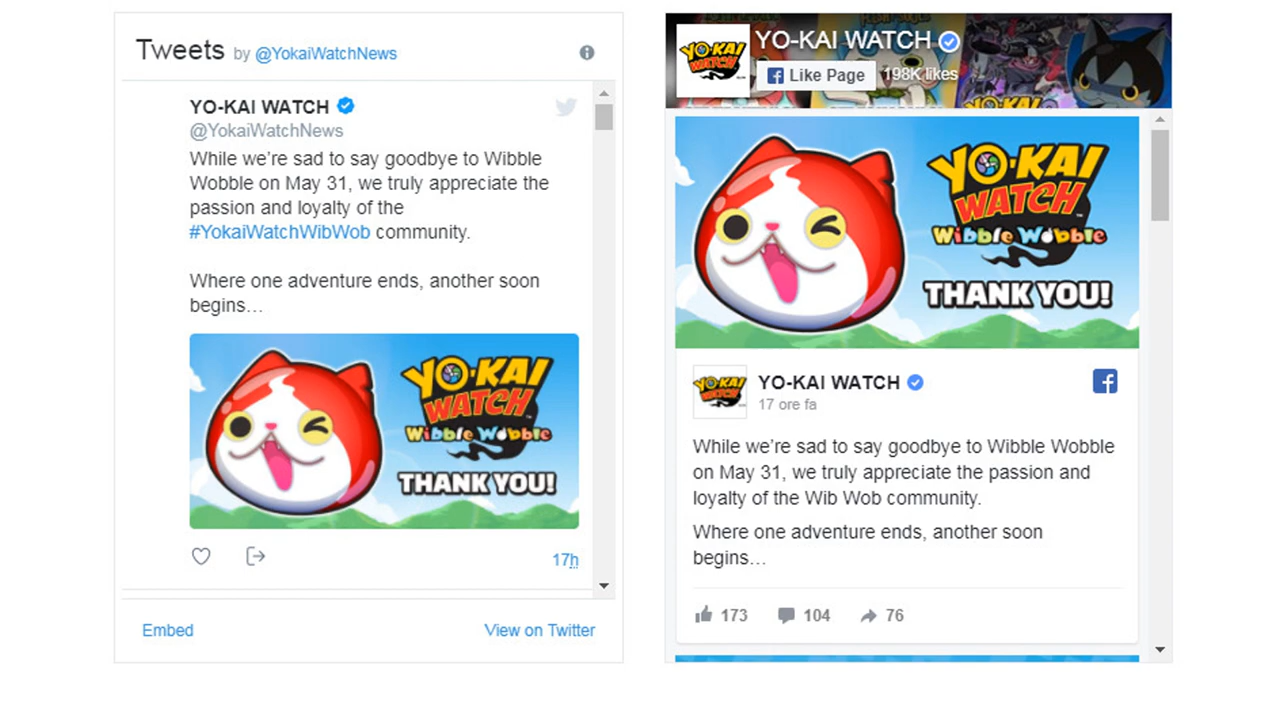 Tweets by @YokaiWatchNews
YO-KAI WATCH
@YokaiWatchNews
While we're sad to say goodbye to Wibble
Wobble on May 31, we truly appreciate the
passion and loyalty of the
#YokaiWatchWibWob community.
Where one adventure ends, another soon
begins…
YO-KAI
WATCH
Wibble Wobble
THANK YOU!
17h
Embed
View on Twitter
YO-KAI
WATCH
YO-KAI WATCH
Like Page
198K likes
YO-KAI
WATCH
Wibble Wobble
THANK YOU!
YO-KAI
WATCH
YO-KAI WATCH
17 ore fa
While we're sad to say goodbye to Wibble Wobble
on May 31, we truly appreciate the passion and
loyalty of the Wib Wob community.
Where one adventure ends, another soon
begins…
173 104 76